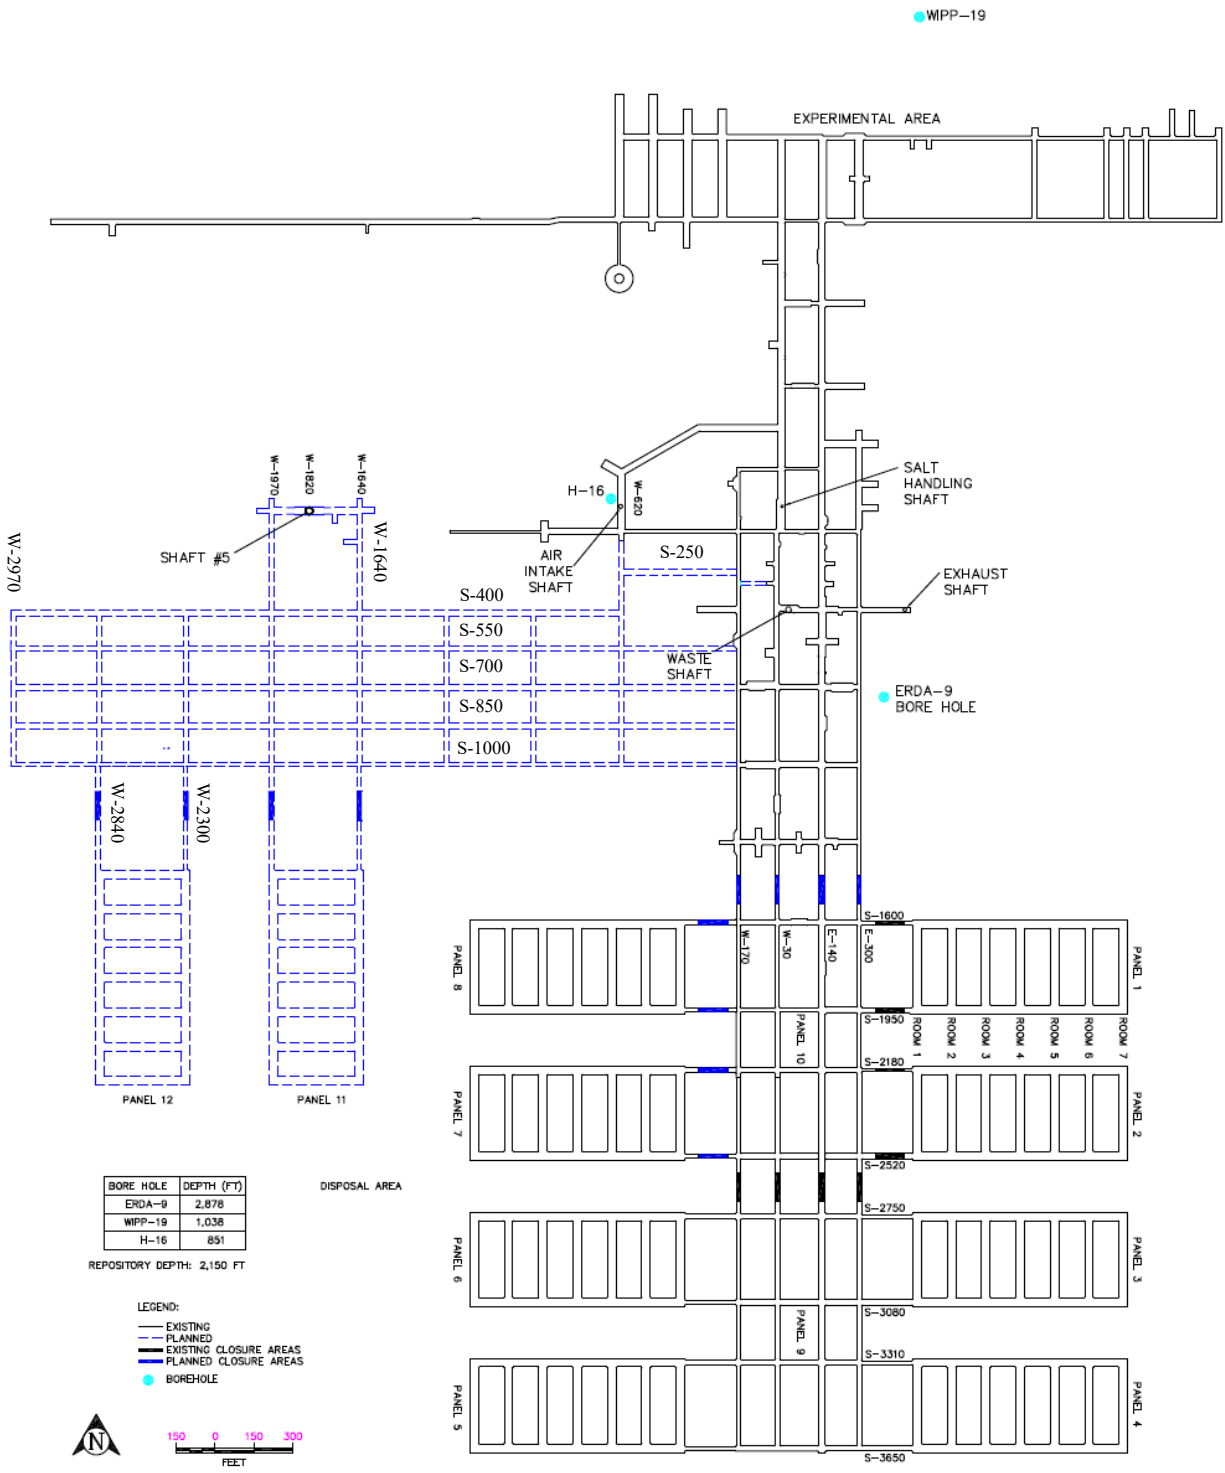 WIPP-19
EXPERIMENTAL AREA
SALT
HANDLING
SHAFT
W-1970
W-1820
W-1640
H-16
W-620
SHAFT #5
W-1640
W-2970
AIR
INTAKE
SHAFT
S-250
EXHAUST
SHAFT
S-400
S-550
S-700
WASTE
SHAFT
S-850
ERDA-9
BORE HOLE
S-1000
W-2840
W-2300
S-1600
PANEL 8
W-170
W-30
E-140
E-300
PANEL 1
S-1950
PANEL 10
ROOM 1
ROOM 2
ROOM 3
ROOM 4
ROOM 5
ROOM 6
ROOM 7
S-2180
PANEL 12
PANEL 11
PANEL 7
PANEL 2
S-2520
DISPOSAL AREA
BORE HOLE DEPTH (FT)
ERDA-9 2,878
WIPP-19 1,038
H-16 851
REPOSITORY DEPTH: 2,150 FT
S-2750
PANEL 6
PANEL 3
S-3080
PANEL 9
S-3310
LEGEND:
EXISTING
PLANNED
EXISTING CLOSURE AREAS
PLANNED CLOSURE AREAS
BOREHOLE
PANEL 5
PANEL 4
S-3650
N
150 0 150 300
FEET